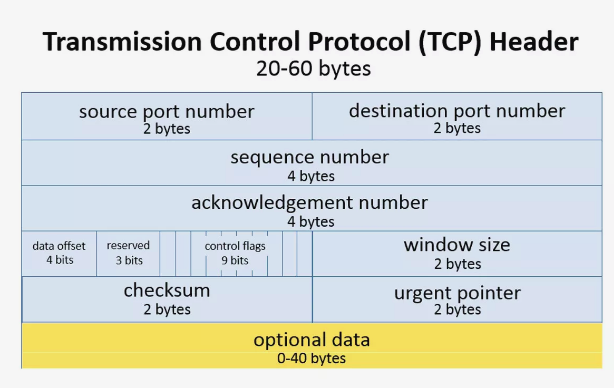 Transmission Control Protocol (TCP) Header
20-60 bytes
source port number
2 bytes
destination port number
2 bytes
sequence number
4 bytes
acknowledgement number
4 bytes
data offset
4 bits
reserved
3 bits
control flags
9 bits
window size
2 bytes
checksum
2 bytes
urgent pointer
2 bytes
optional data
0-40 bytes